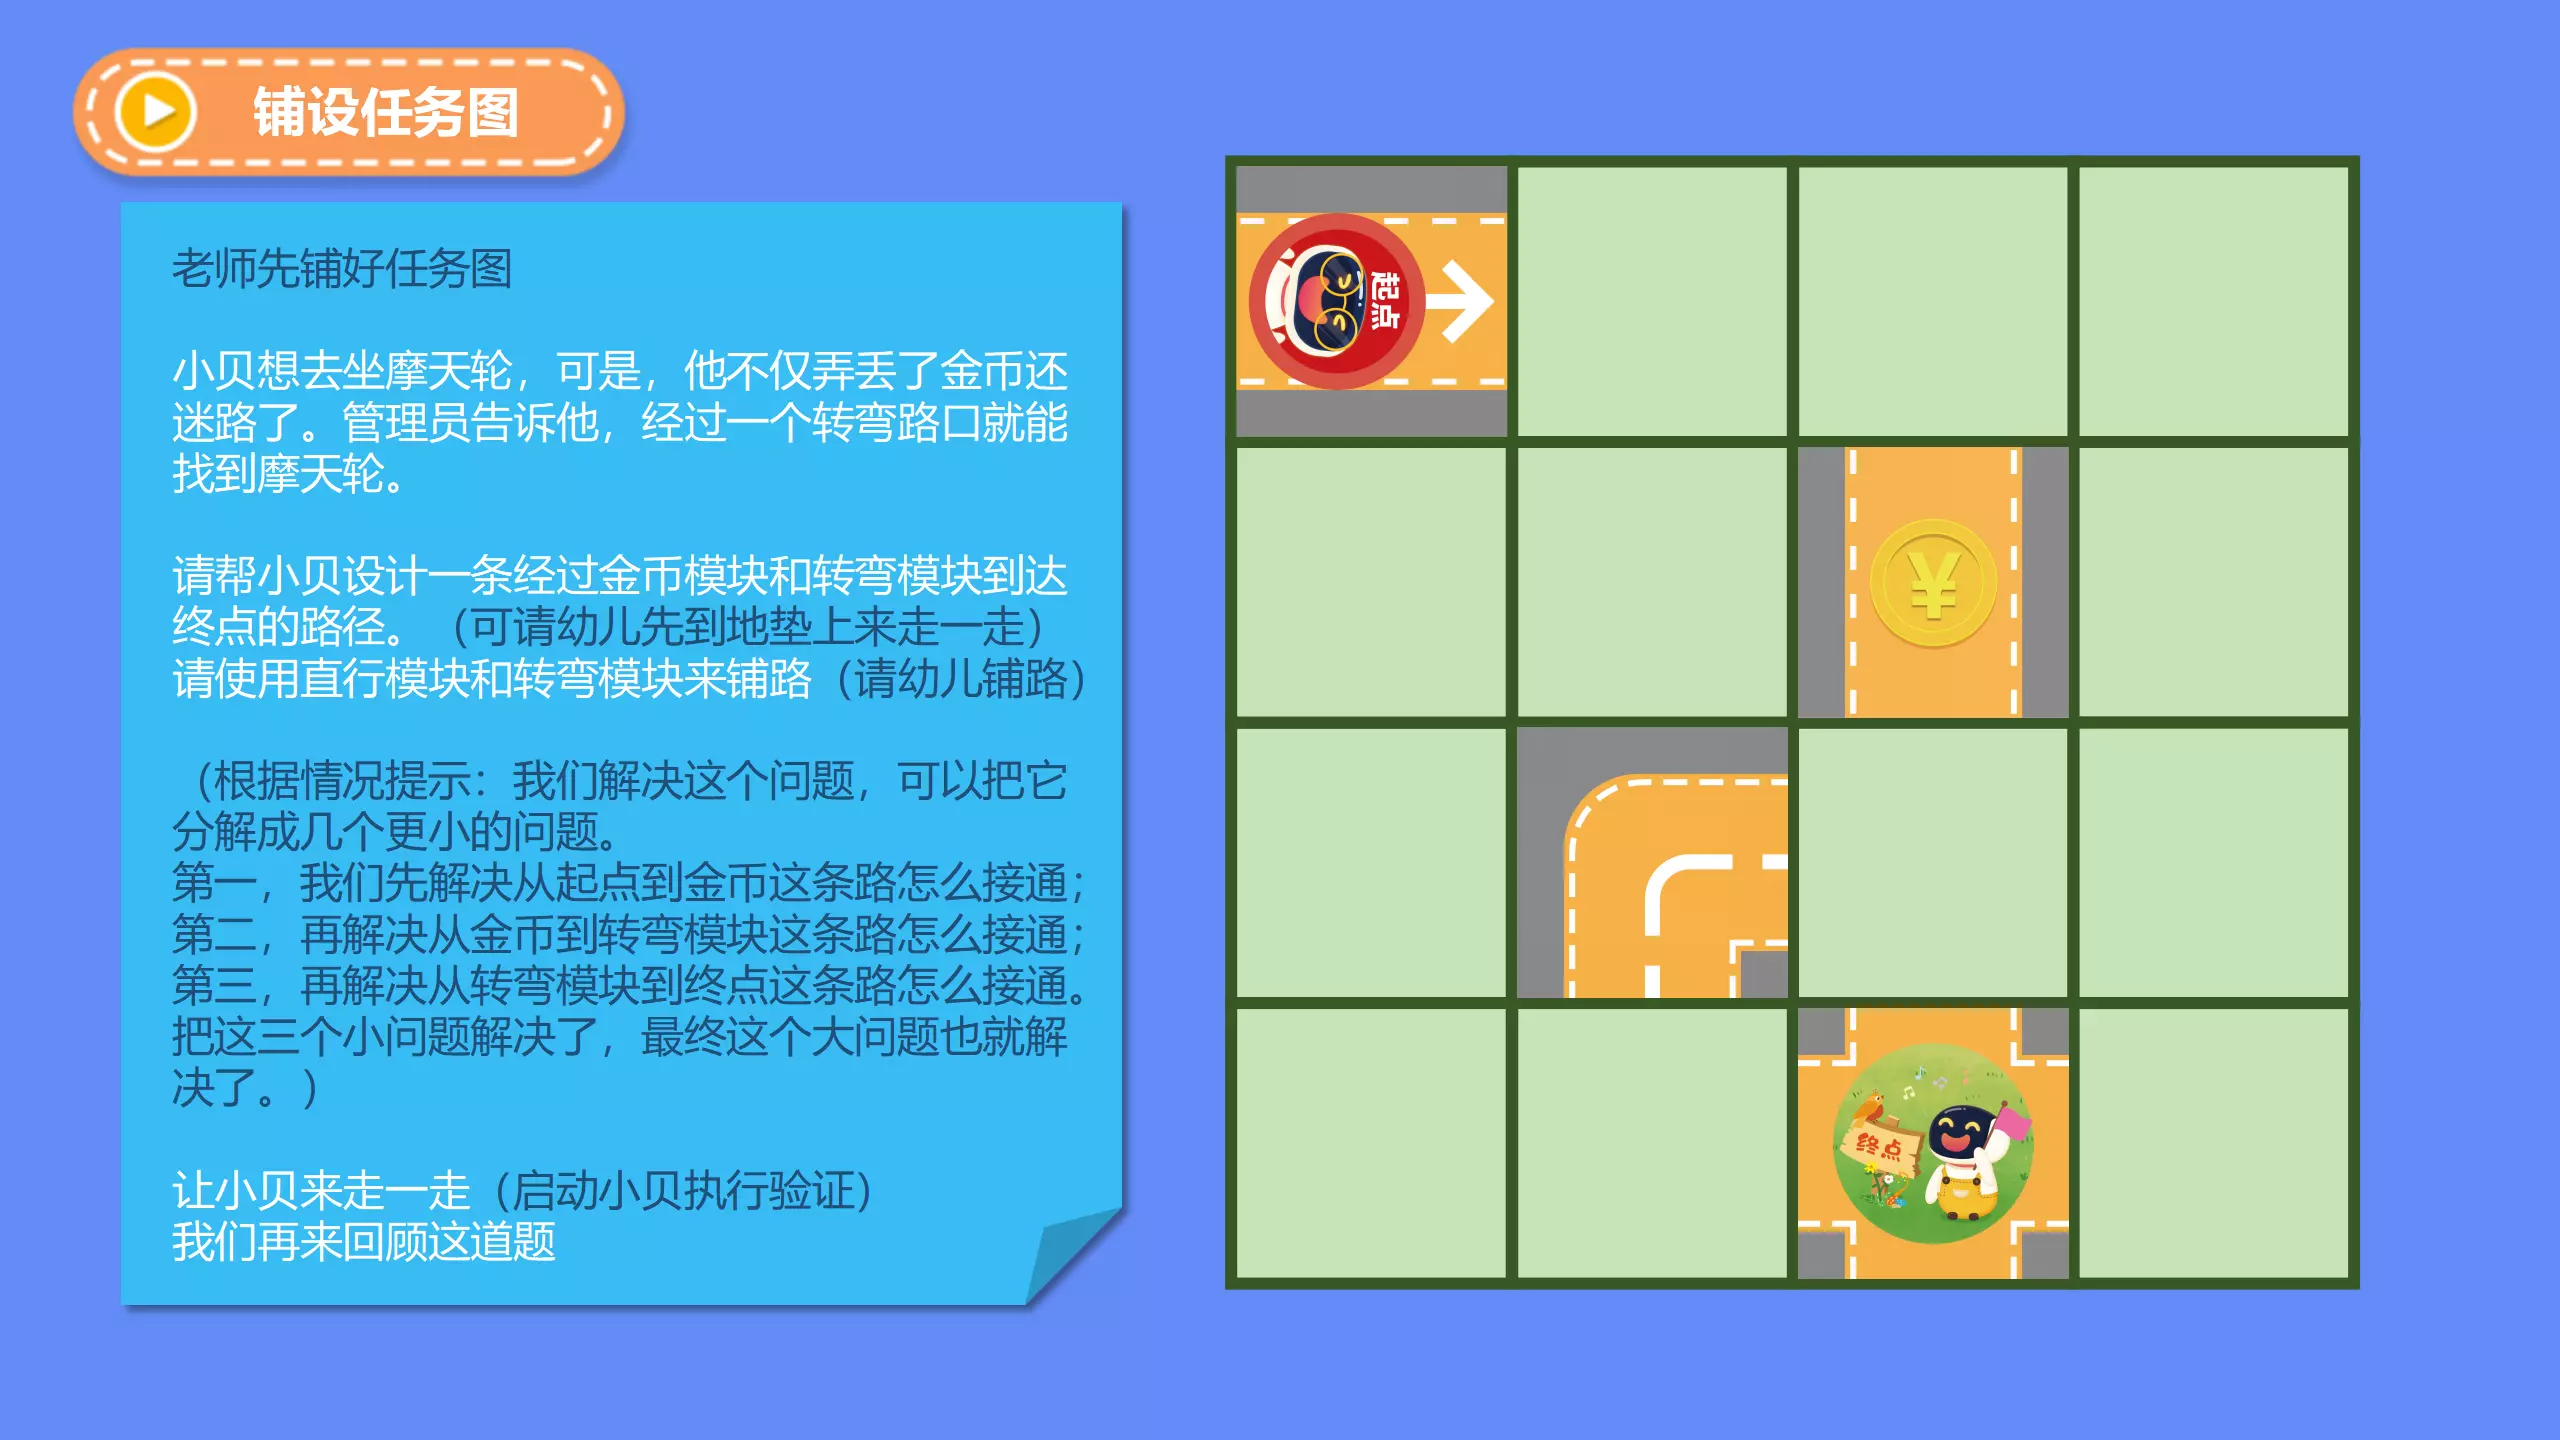 铺设任务图
老师先铺好任务图
小贝想去坐摩天轮，可是，他不仅弄丢了金币还
迷路了。管理员告诉他，经过一个转弯路口就能
找到摩天轮。
请帮小贝设计一条经过金币模块和转弯模块到达
终点的路径。（可请幼儿先到地垫上来走一走）
请使用直行模块和转弯模块来铺路（请幼儿铺路）
（根据情况提示：我们解决这个问题，可以把它
分解成几个更小的问题。
第一，我们先解决从起点到金币这条路怎么接通；
第二，再解决从金币到转弯模块这条路怎么接通；
第三，再解决从转弯模块到终点这条路怎么接通。
把这三个小问题解决了，最终这个大问题也就解
决了。）
让小贝来走一走（启动小贝执行验证）
我们再来回顾这道题
起点
¥
终点